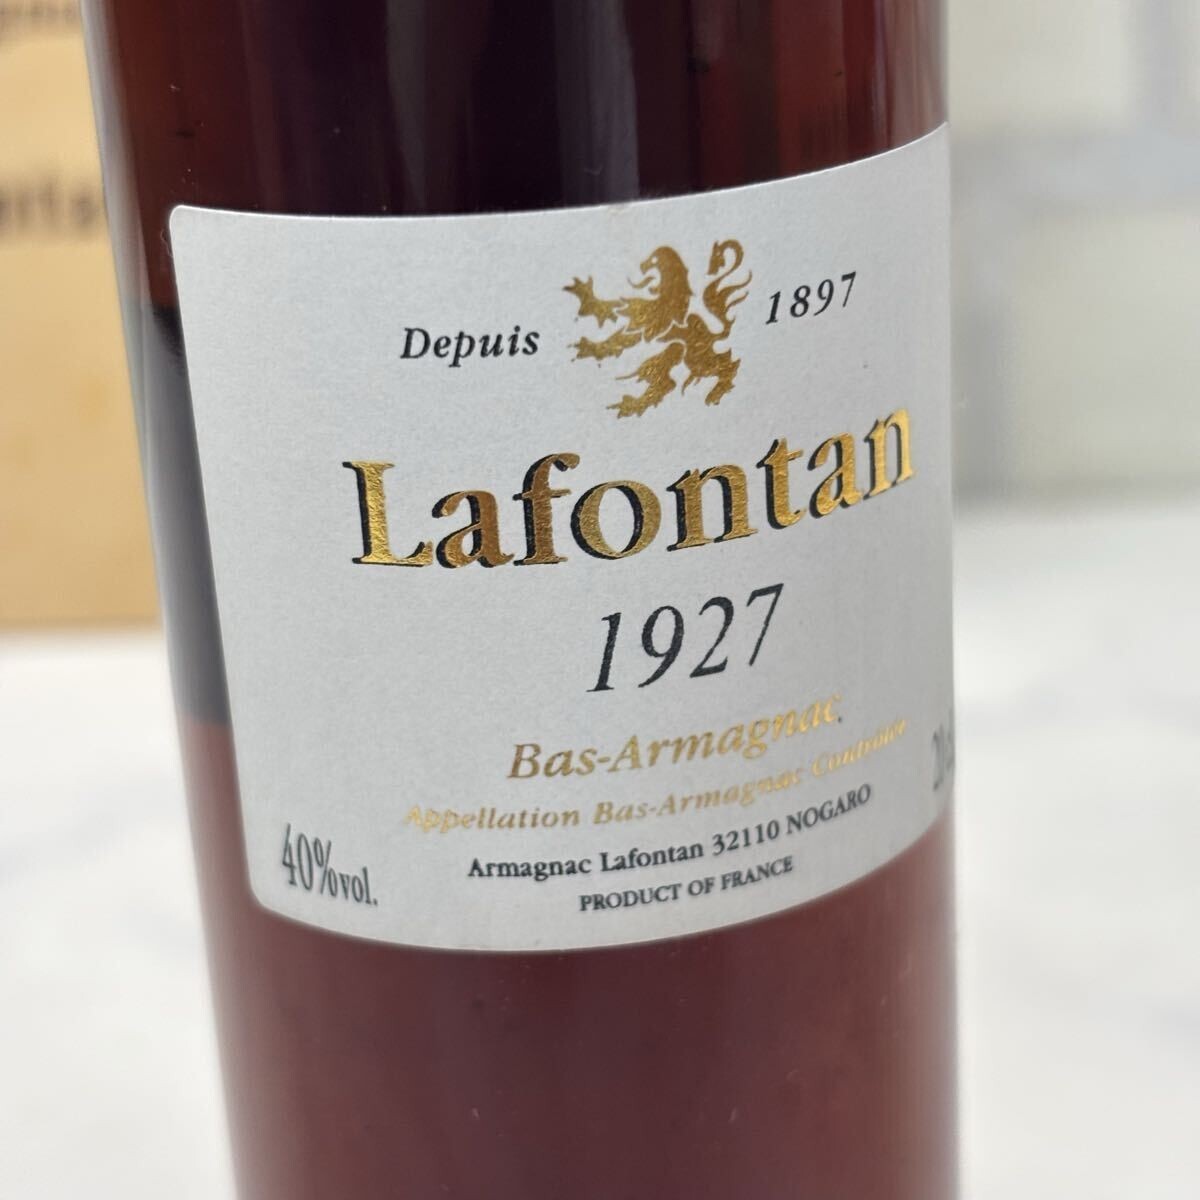 Depuis 1897
Lafontan
1927
Bas-Armagnac
Appellation Bas-Armagnac Contrôlée
40%vol.
Armagnac Lafontan 32110 NOGARO
PRODUCT OF FRANCE